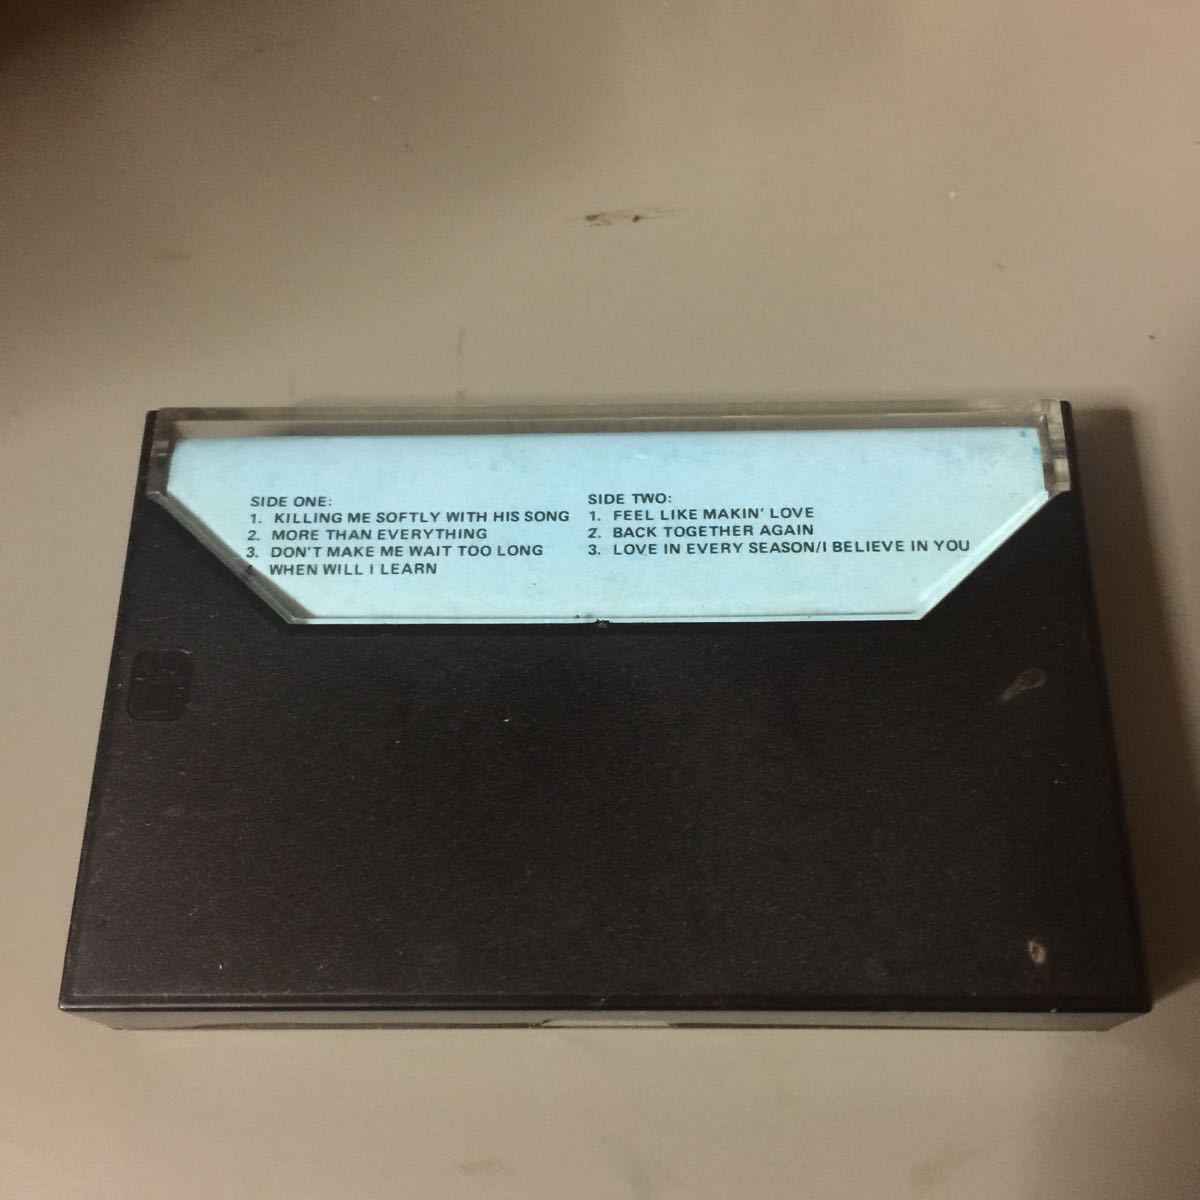 SIDE ONE:
1. KILLING ME SOFTLY WITH HIS SONG
2. MORE THAN EVERYTHING
3. DON'T MAKE ME WAIT TOO LONG
4. WHEN WILL I LEARN
SIDE TWO:
1. FEEL LIKE MAKIN' LOVE
2. BACK TOGETHER AGAIN
3. LOVE IN EVERY SEASON/I BELIEVE IN YOU